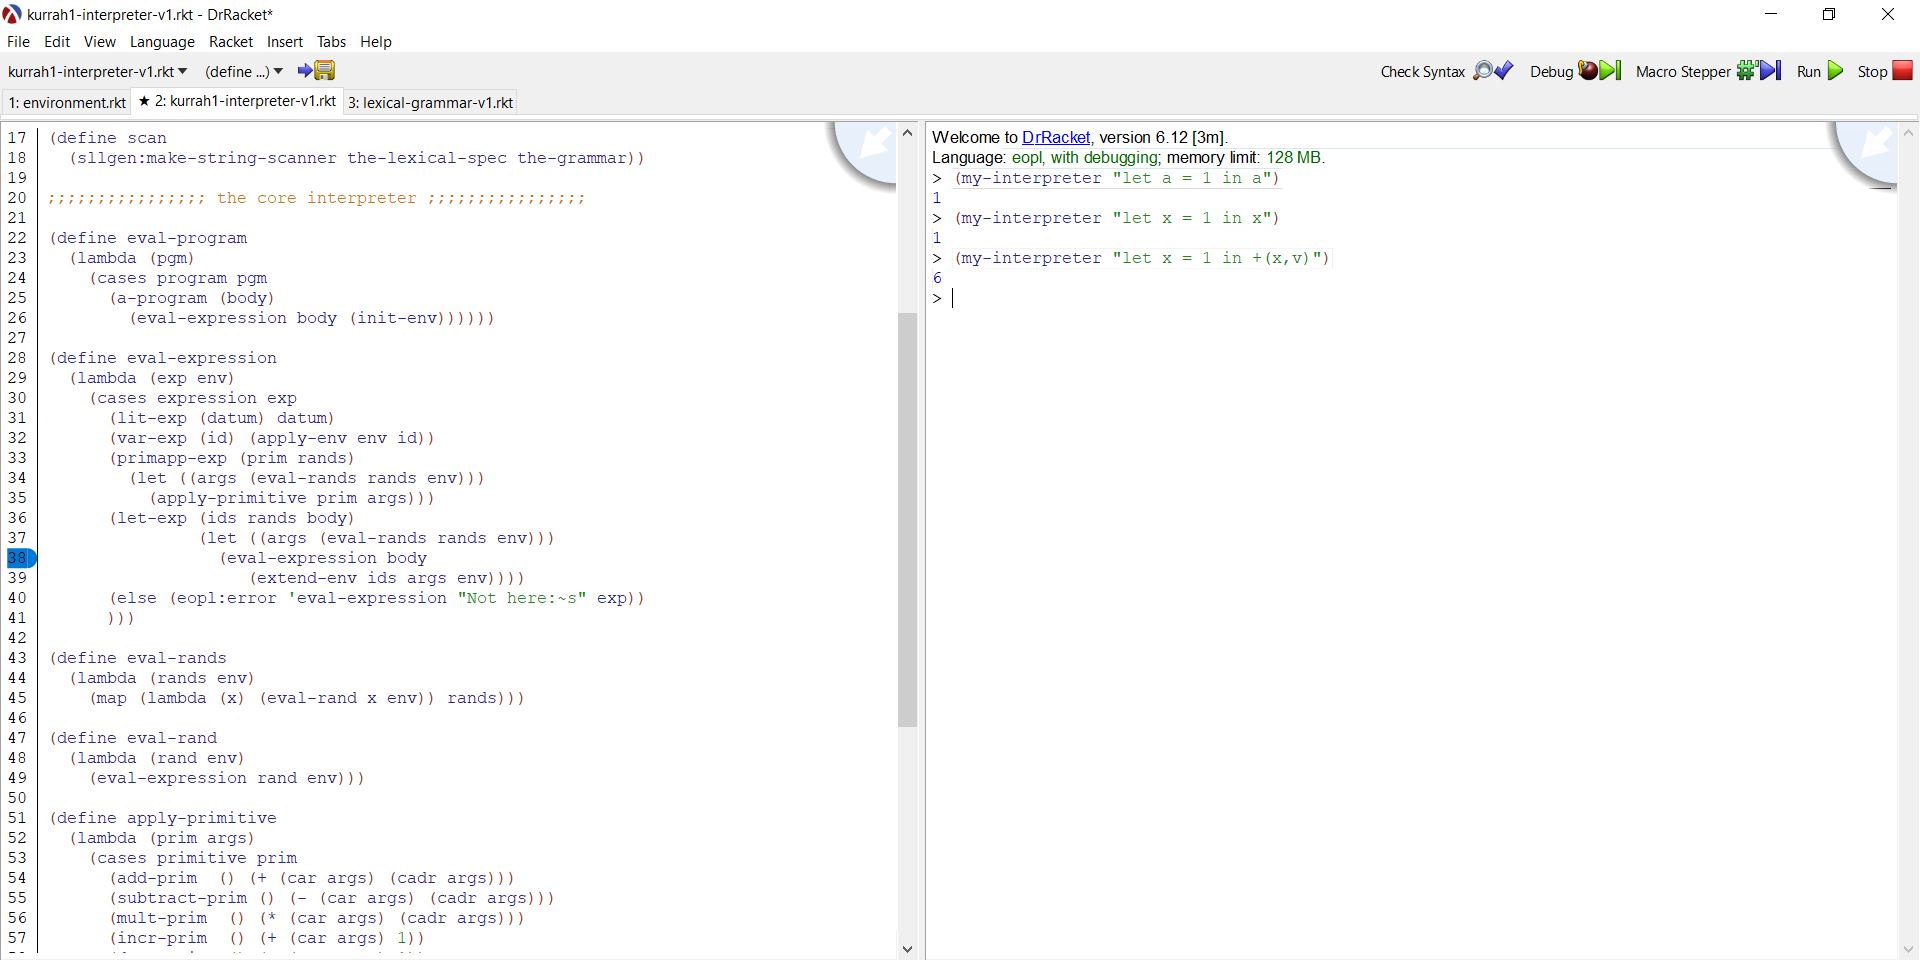 kurrah1-interpreter-v1.rkt - DrRacket*
File Edit View Language Racket Insert Tabs Help
kurrah1-interpreter-v1.rkt (define ...) Check Syntax Debug Macro Stepper Run Stop
1: environment.rkt ★ 2: kurrah1-interpreter-v1.rkt 3: lexical-grammar-v1.rkt
17 (define scan
18 (sllgen:make-string-scanner the-lexical-spec the-grammar))
19
20 ;;;;;;;;;;;;;;;; the core interpreter ;;;;;;;;;;;;;;;;
21
22 (define eval-program
23 (lambda (pgm)
24 (cases program pgm
25 (a-program (body)
26 (eval-expression body (init-env))))))
27
28 (define eval-expression
29 (lambda (exp env)
30 (cases expression exp
31 (lit-exp (datum) datum)
32 (var-exp (id) (apply-env env id))
33 (primapp-exp (prim rands)
34 (let ((args (eval-rands rands env)))
35 (apply-primitive prim args)))
36 (let-exp (ids rands body)
37 (let ((args (eval-rands rands env)))
38 (eval-expression body
39 (extend-env ids args env))))
40 (else (eopl:error 'eval-expression "Not here:~s" exp))
41 )))
42
43 (define eval-rands
44 (lambda (rands env)
45 (map (lambda (x) (eval-rand x env)) rands)))
46
47 (define eval-rand
48 (lambda (rand env)
49 (eval-expression rand env)))
50
51 (define apply-primitive
52 (lambda (prim args)
53 (cases primitive prim
54 (add-prim () (+ (car args) (cadr args)))
55 (subtract-prim () (- (car args) (cadr args)))
56 (mult-prim () (* (car args) (cadr args)))
57 (incr-prim () (+ (car args) 1))
Welcome to DrRacket, version 6.12 [3m].
Language: eopl, with debugging; memory limit: 128 MB.
> (my-interpreter "let a = 1 in a")
1
> (my-interpreter "let x = 1 in x")
1
> (my-interpreter "let x = 1 in +(x,v)")
6
>